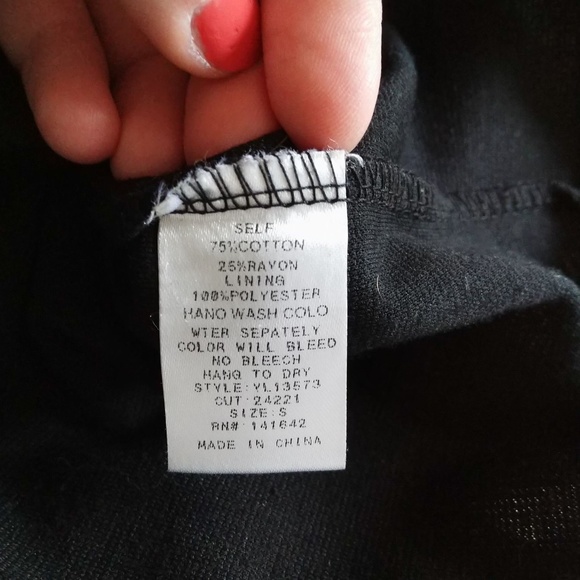 SELF
75%COTTON
25%RAYON
LINING
100%POLYESTER
HAND WASH COLO
WTER SEPATELY
COLOR WILL BLEED
NO BLEECH
HANG TO DRY
STYLE:YL13573
CUT:24221
SIZE:S
RN# 141642
MADE IN CHINA